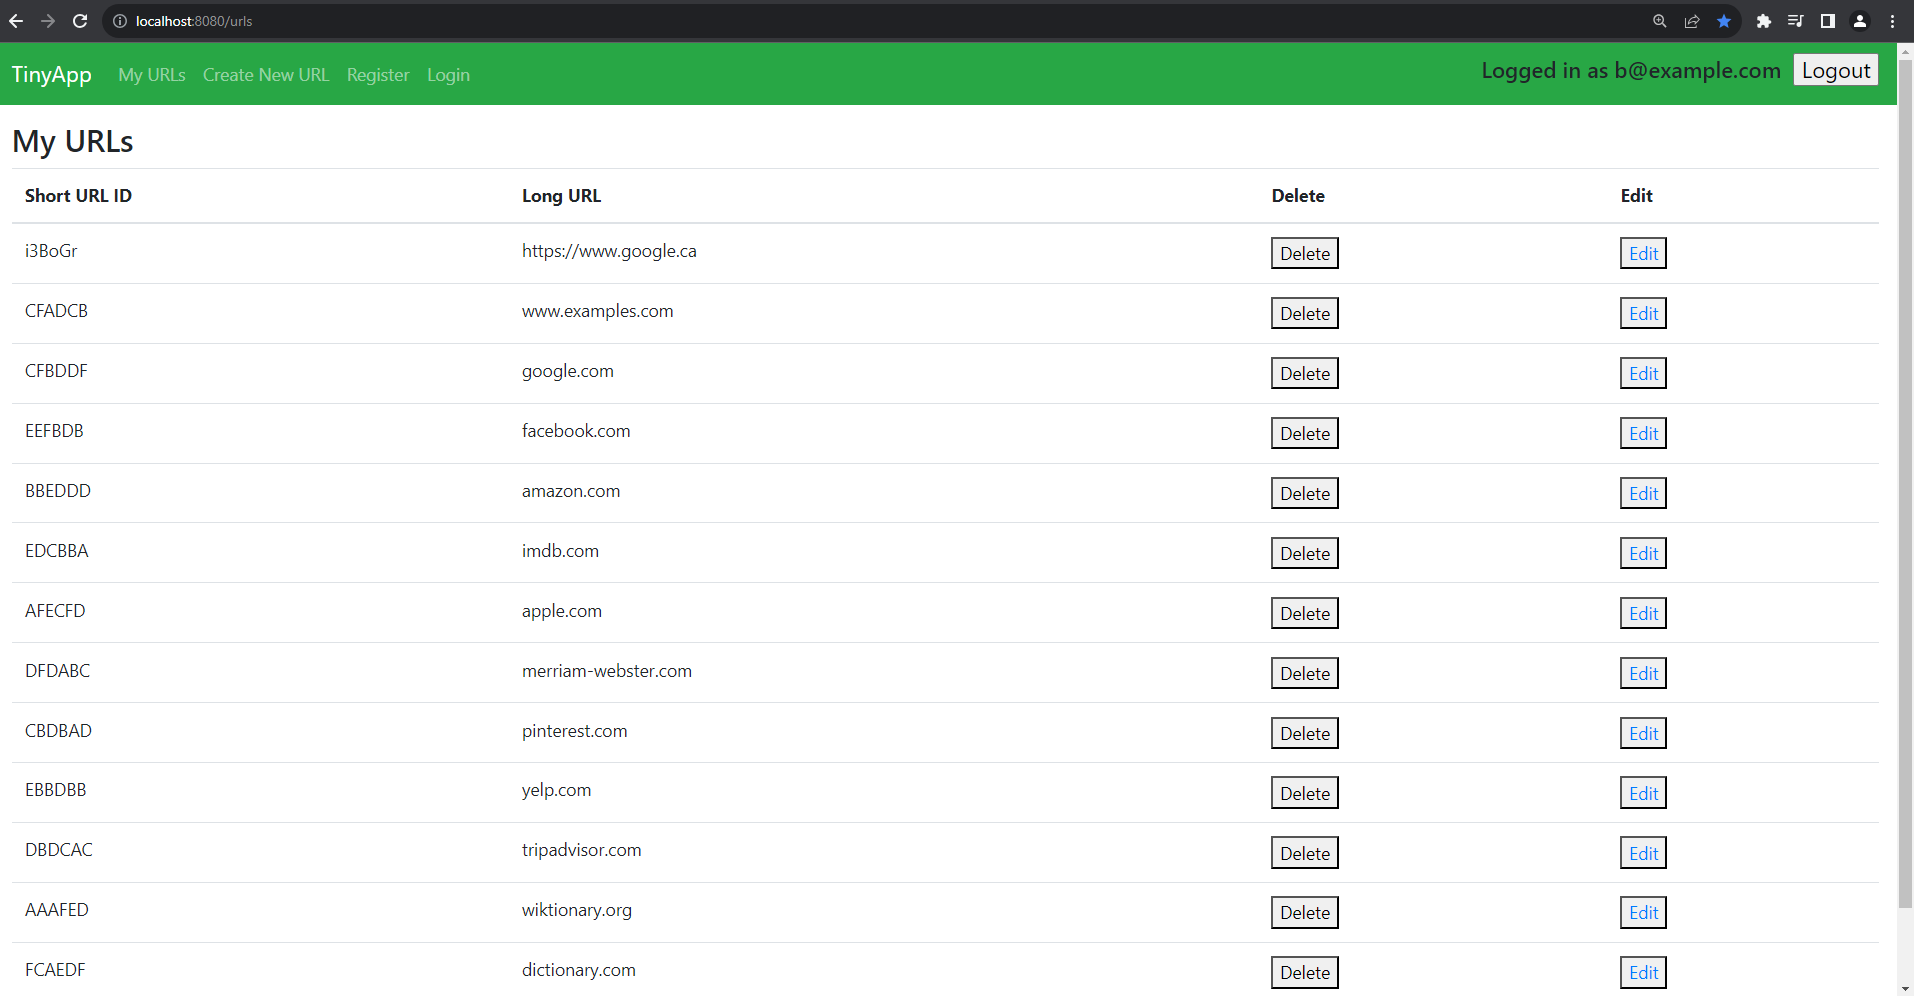 localhost:8080/urls
TinyApp My URLs Create New URL Register Login Logged in as b@example.com Logout
My URLs
Short URL ID Long URL Delete Edit
i3BoGr https://www.google.ca Delete Edit
CFADCB www.examples.com Delete Edit
CFBDDF google.com Delete Edit
EEFBDB facebook.com Delete Edit
BBEDDD amazon.com Delete Edit
EDCBBA imdb.com Delete Edit
AFECFD apple.com Delete Edit
DFDABC merriam-webster.com Delete Edit
CBDBAD pinterest.com Delete Edit
EBBDBB yelp.com Delete Edit
DBDCAC tripadvisor.com Delete Edit
AAAFED wiktionary.org Delete Edit
FCAEDF dictionary.com Delete Edit